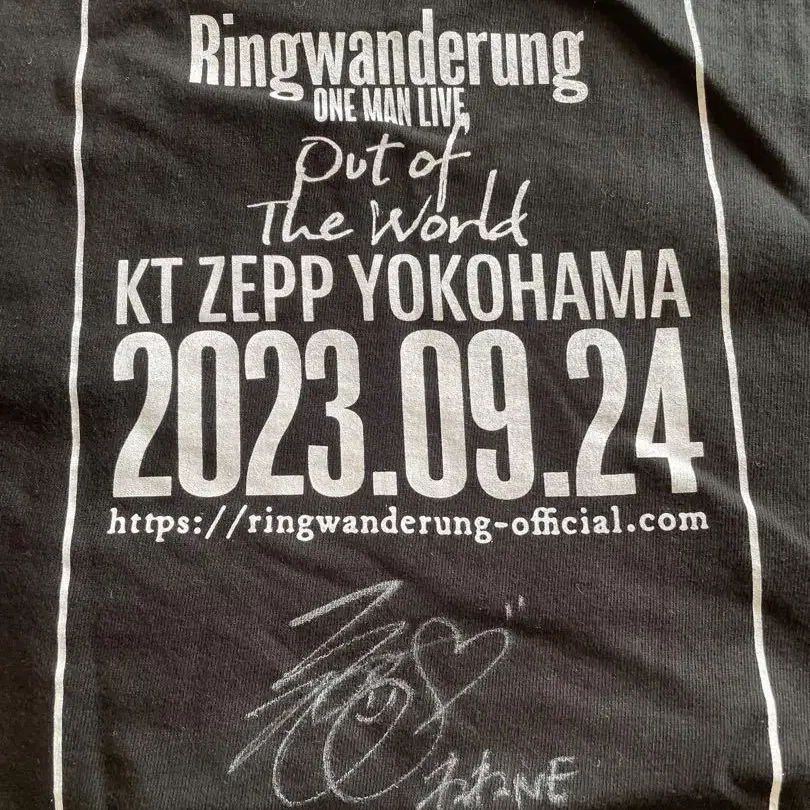 Ringwanderung
ONE MAN LIVE
Out of
The World
KT ZEPP YOKOHAMA
2023.09.24
https://ringwanderung-official.com